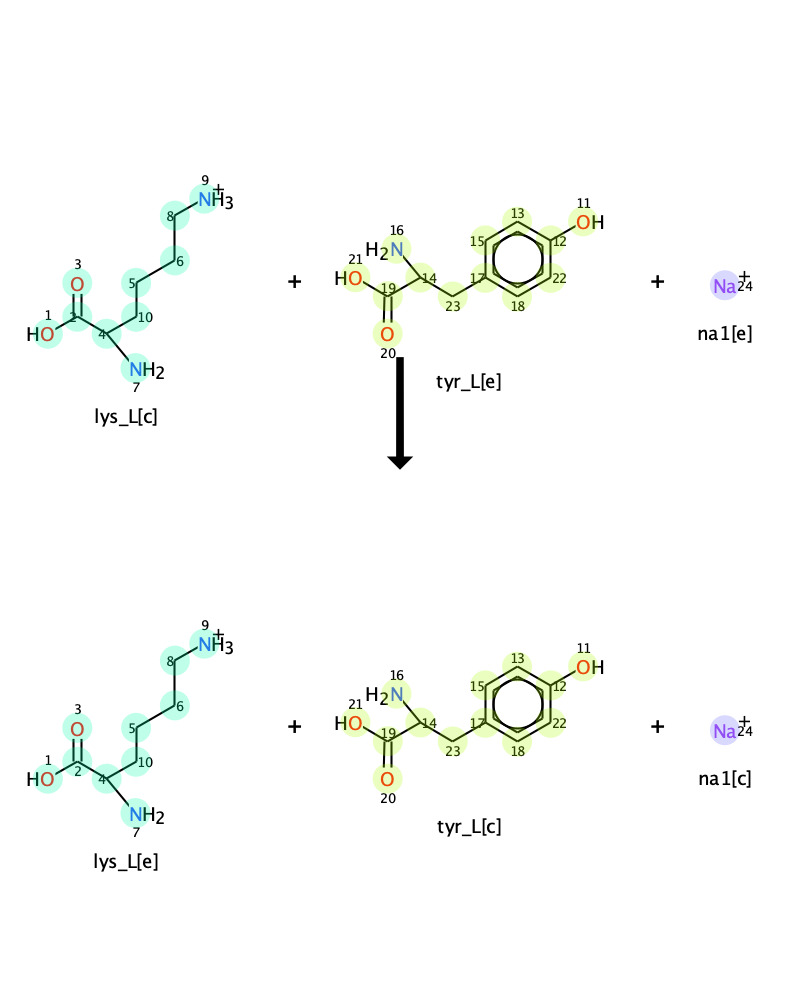 9
NH3+
8
11
13
OH
16
15
12
H2N
3
6
21
O
5
HO
14
17
22
+
+
Na+
24
19
1
2
10
23
18
na1[e]
HO
4
O
20
NH2
7
tyr_L[e]
lys_L[c]
9
NH3+
8
11
13
OH
16
15
12
H2N
3
6
21
O
5
HO
14
17
22
+
+
Na+
24
19
1
2
10
23
18
na1[c]
HO
4
O
20
NH2
7
tyr_L[c]
lys_L[e]